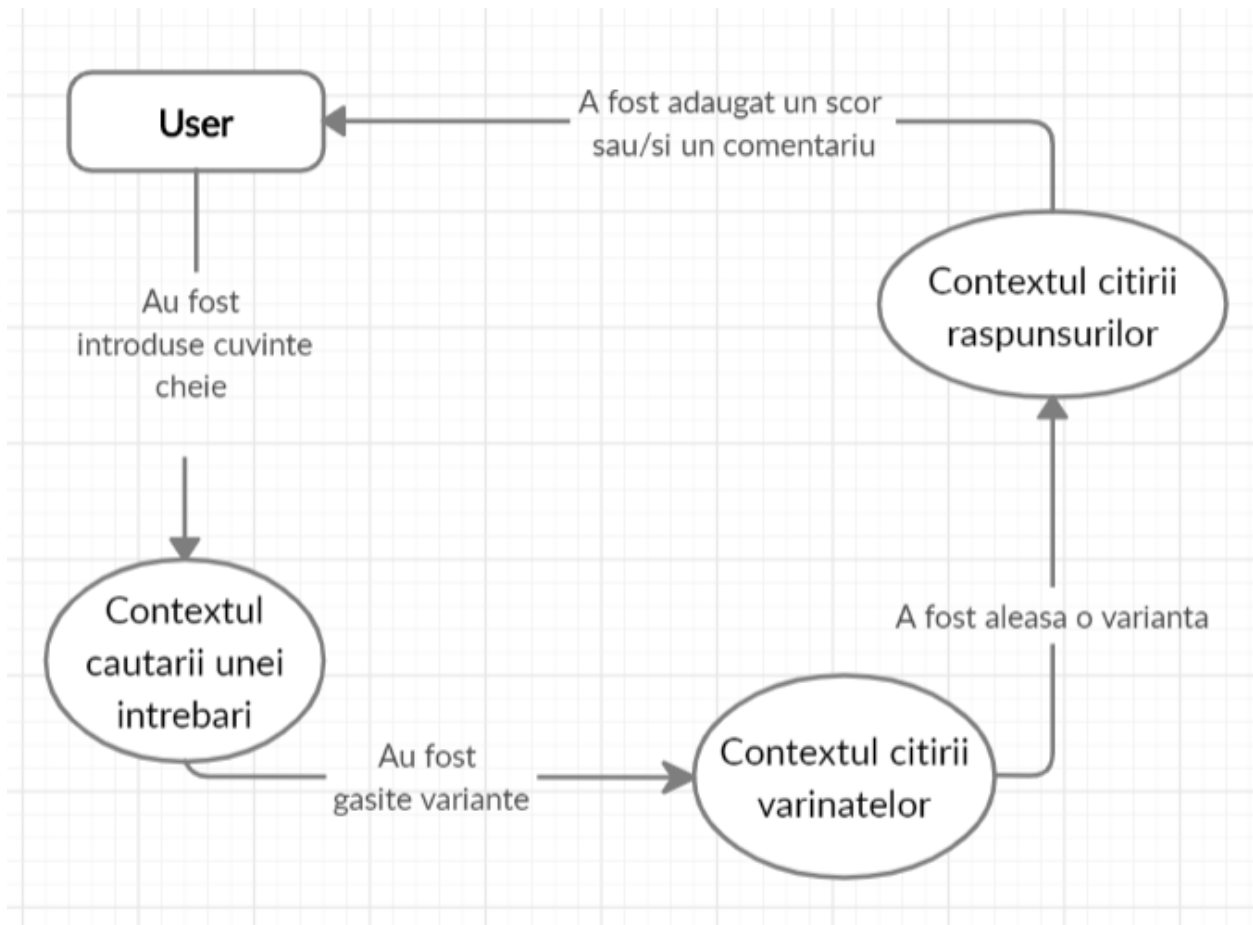 User
A fost adaugat un scor
sau/si un comentariu
Contextul citirii
raspunsurilor
Au fost
introduse cuvinte
cheie
Contextul
cautarii unei
intrebari
A fost aleasa o varianta
Au fost
gasite variante
Contextul citirii
varinatelor